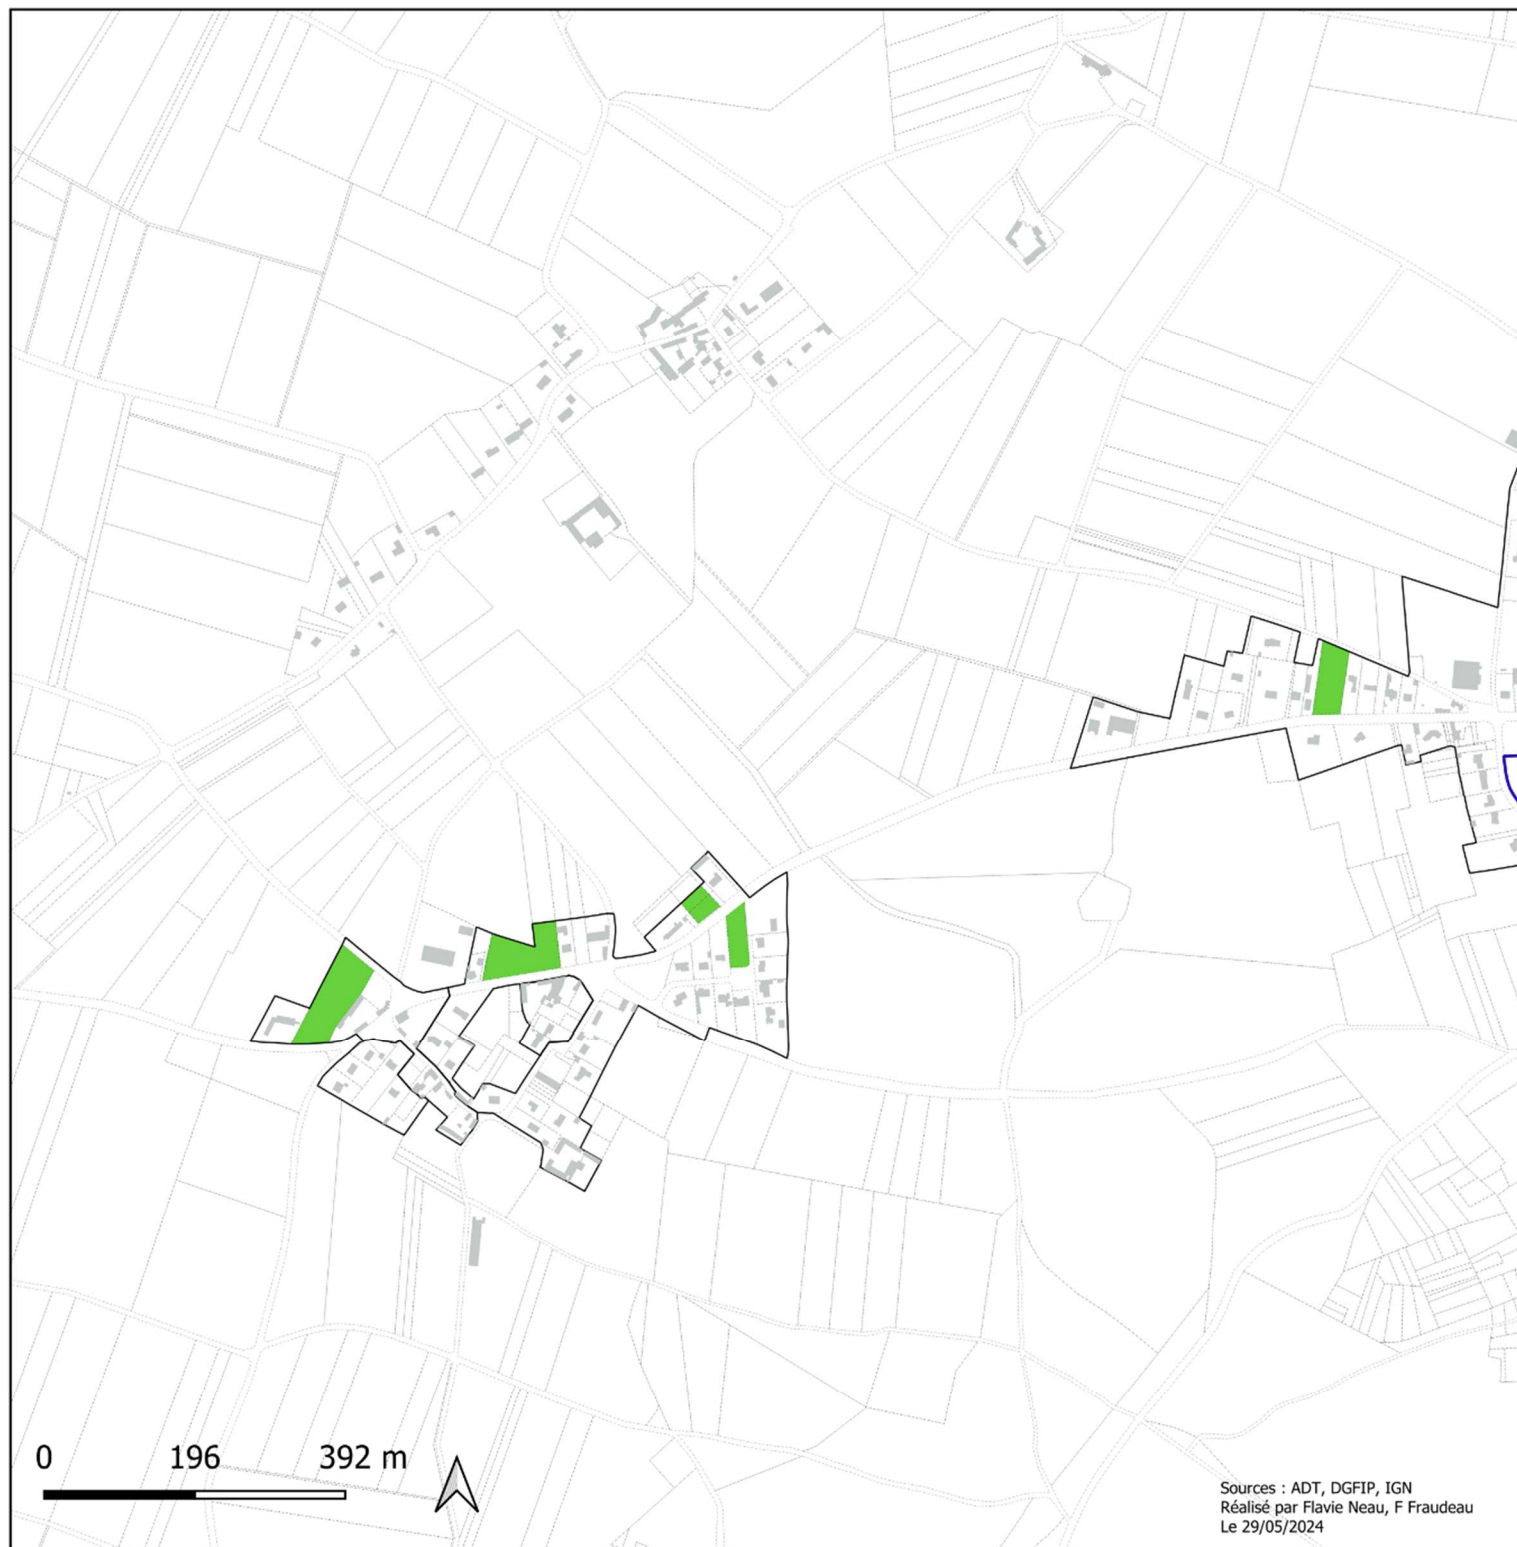 0 196 392 m
Sources : ADT, DGFIP, IGN
Réalisé par Flavie Neau, F Fraudeau
Le 29/05/2024